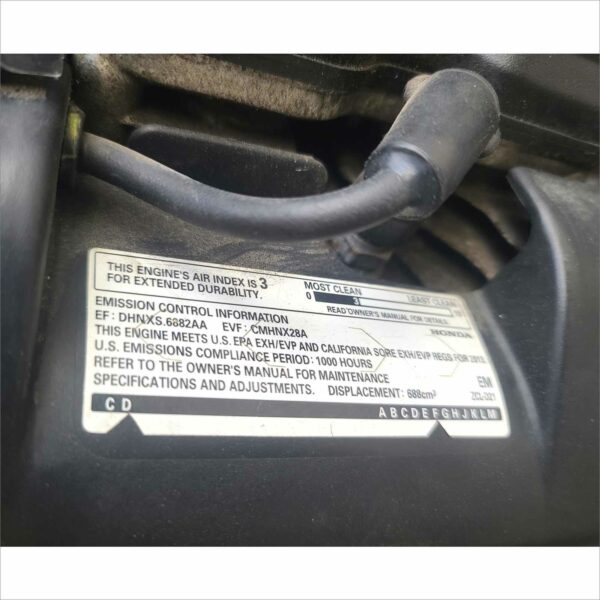 THIS ENGINE'S AIR INDEX IS 3
FOR EXTENDED DURABILITY.
MOST CLEAN LEAST CLEAN
0 3 10
READ OWNER'S MANUAL FOR DETAILS.
EMISSION CONTROL INFORMATION HONDA
EF : DHNXS.6882AA EVF : CMHNX28A
THIS ENGINE MEETS U.S. EPA EXH/EVP AND CALIFORNIA SORE EXH/EVP REGS FOR 2013
U.S. EMISSIONS COMPLIANCE PERIOD: 1000 HOURS
REFER TO THE OWNER'S MANUAL FOR MAINTENANCE EM
SPECIFICATIONS AND ADJUSTMENTS. DISPLACEMENT: 688cm³
C D A B C D E F G H J K L M